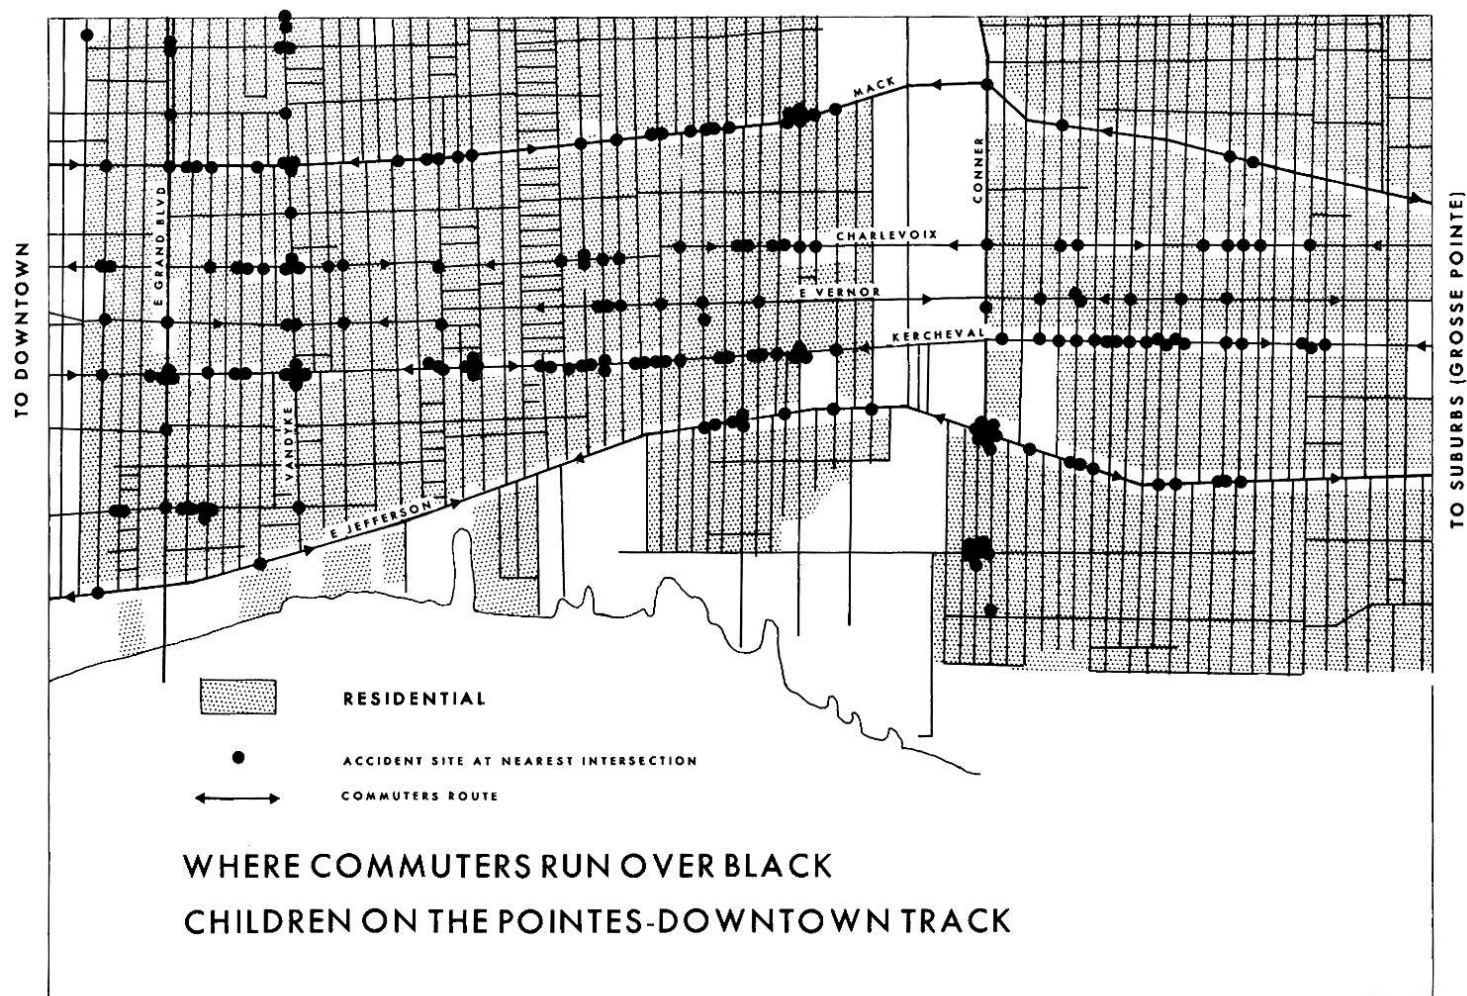 MACK
CONNER
E GRAND BLVD
CHARLEVOIX
E VERNOR
KERCHEVAL
VANDYKE
E JEFFERSON
TO DOWNTOWN
TO SUBURBS (GROSSE POINTE)
RESIDENTIAL
ACCIDENT SITE AT NEAREST INTERSECTION
COMMUTERS ROUTE
WHERE COMMUTERS RUN OVER BLACK
CHILDREN ON THE POINTES-DOWNTOWN TRACK